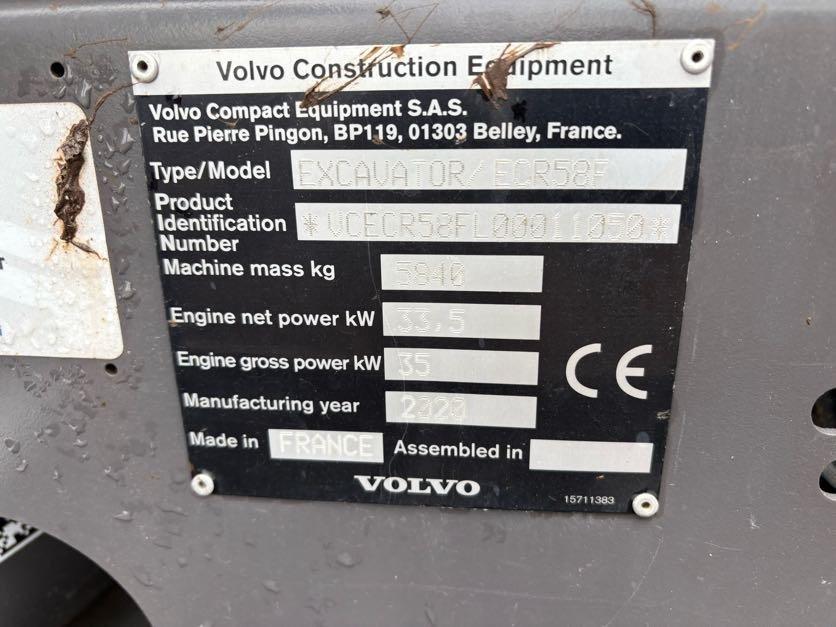 Volvo Construction Equipment
Volvo Compact Equipment S.A.S.
Rue Pierre Pingon, BP119, 01303 Belley, France.
Type/Model EXCAVATOR/ECR58F
Product
Identification
Number *VCECR58FL00011050*
Machine mass kg 5840
Engine net power kW 33,5
Engine gross power kW 35
CE
Manufacturing year 2020
Made in FRANCE Assembled in
VOLVO
15711383